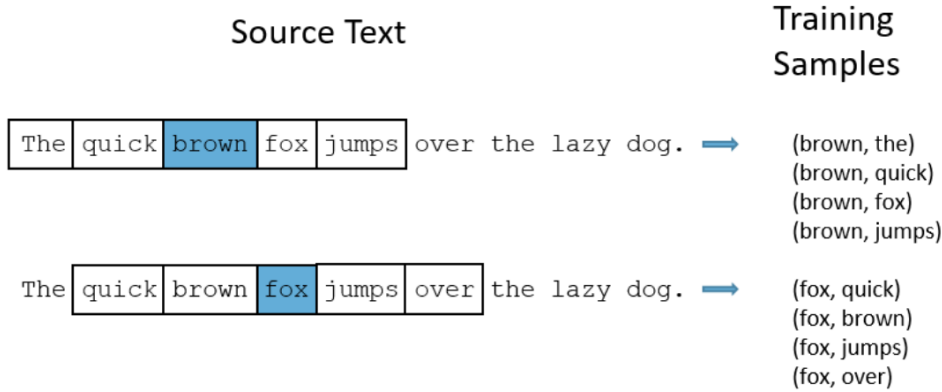 Source Text
Training
Samples
The quick brown fox jumps over the lazy dog.
(brown, the)
(brown, quick)
(brown, fox)
(brown, jumps)
The quick brown fox jumps over the lazy dog.
(fox, quick)
(fox, brown)
(fox, jumps)
(fox, over)